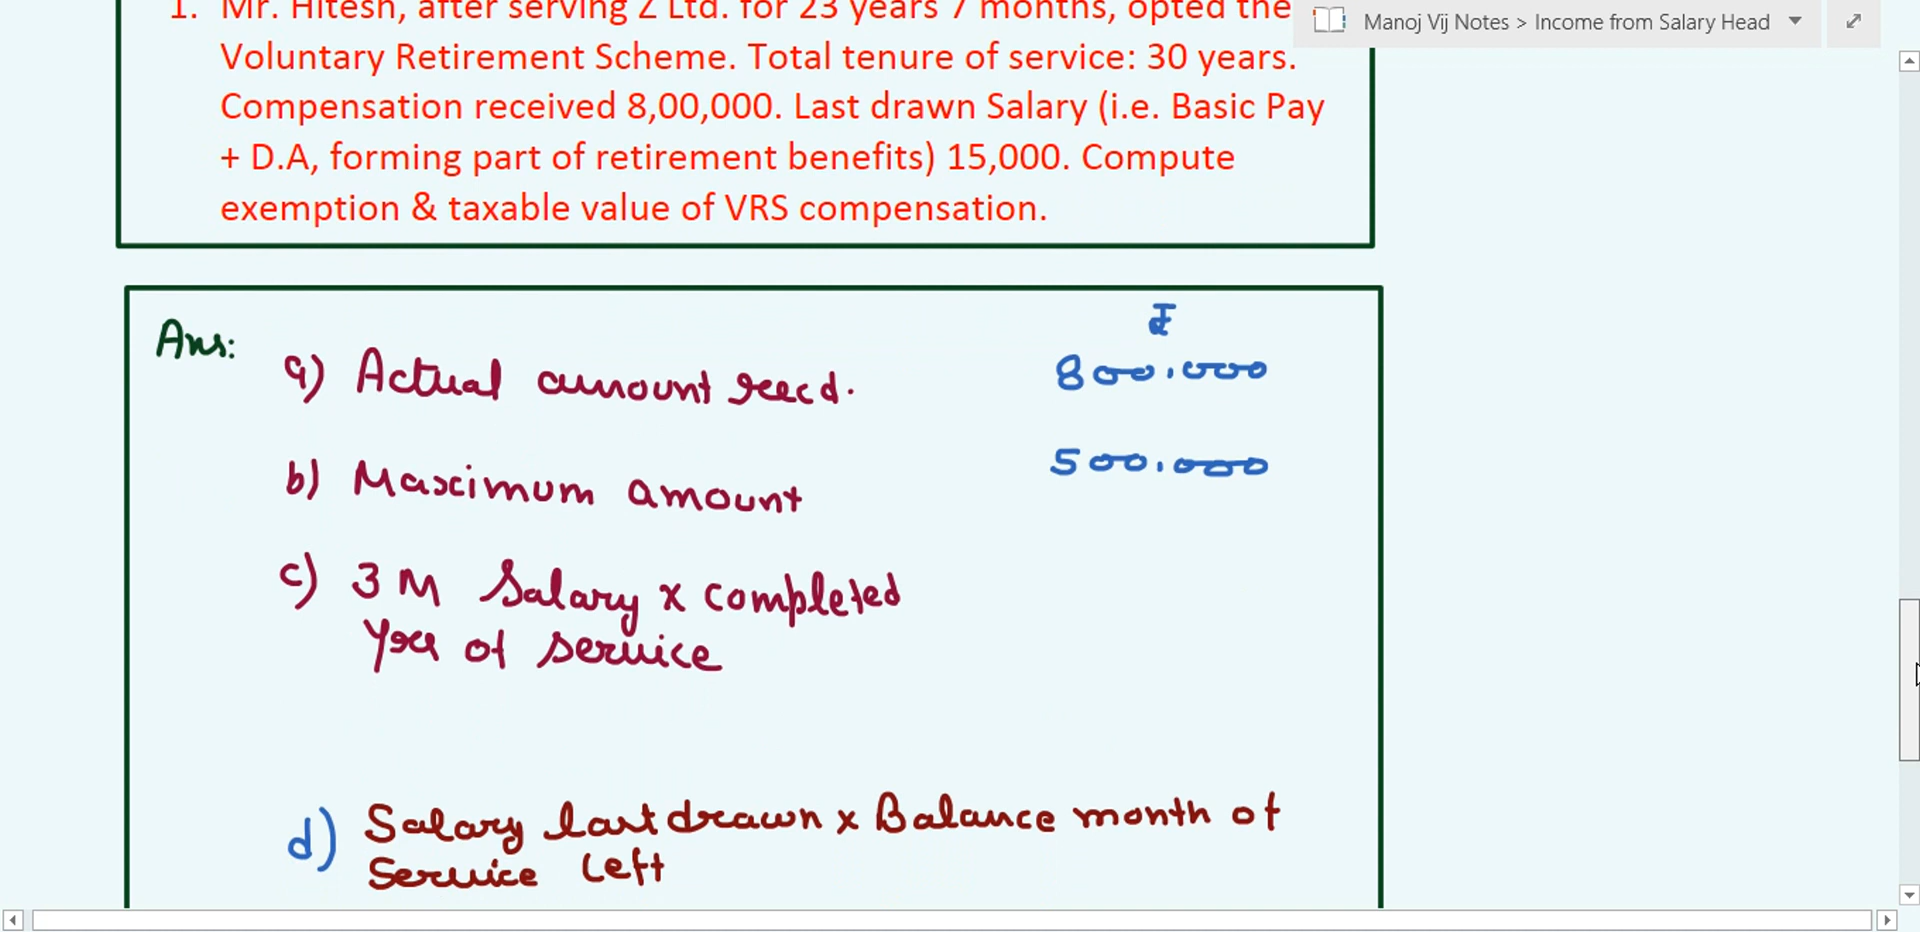 1. Mr. Hitesh, after serving Z Ltd. for 23 years 7 months, opted the
Manoj Vij Notes > Income from Salary Head
Voluntary Retirement Scheme. Total tenure of service: 30 years.
Compensation received 8,00,000. Last drawn Salary (i.e. Basic Pay
+ D.A, forming part of retirement benefits) 15,000. Compute
exemption & taxable value of VRS compensation.
Ans:
₹
a) Actual amount recd. 800.000
b) Maximum amount 500.000
c) 3 M Salary x completed
Year of service
d) Salary last drawn x Balance month of
Service left